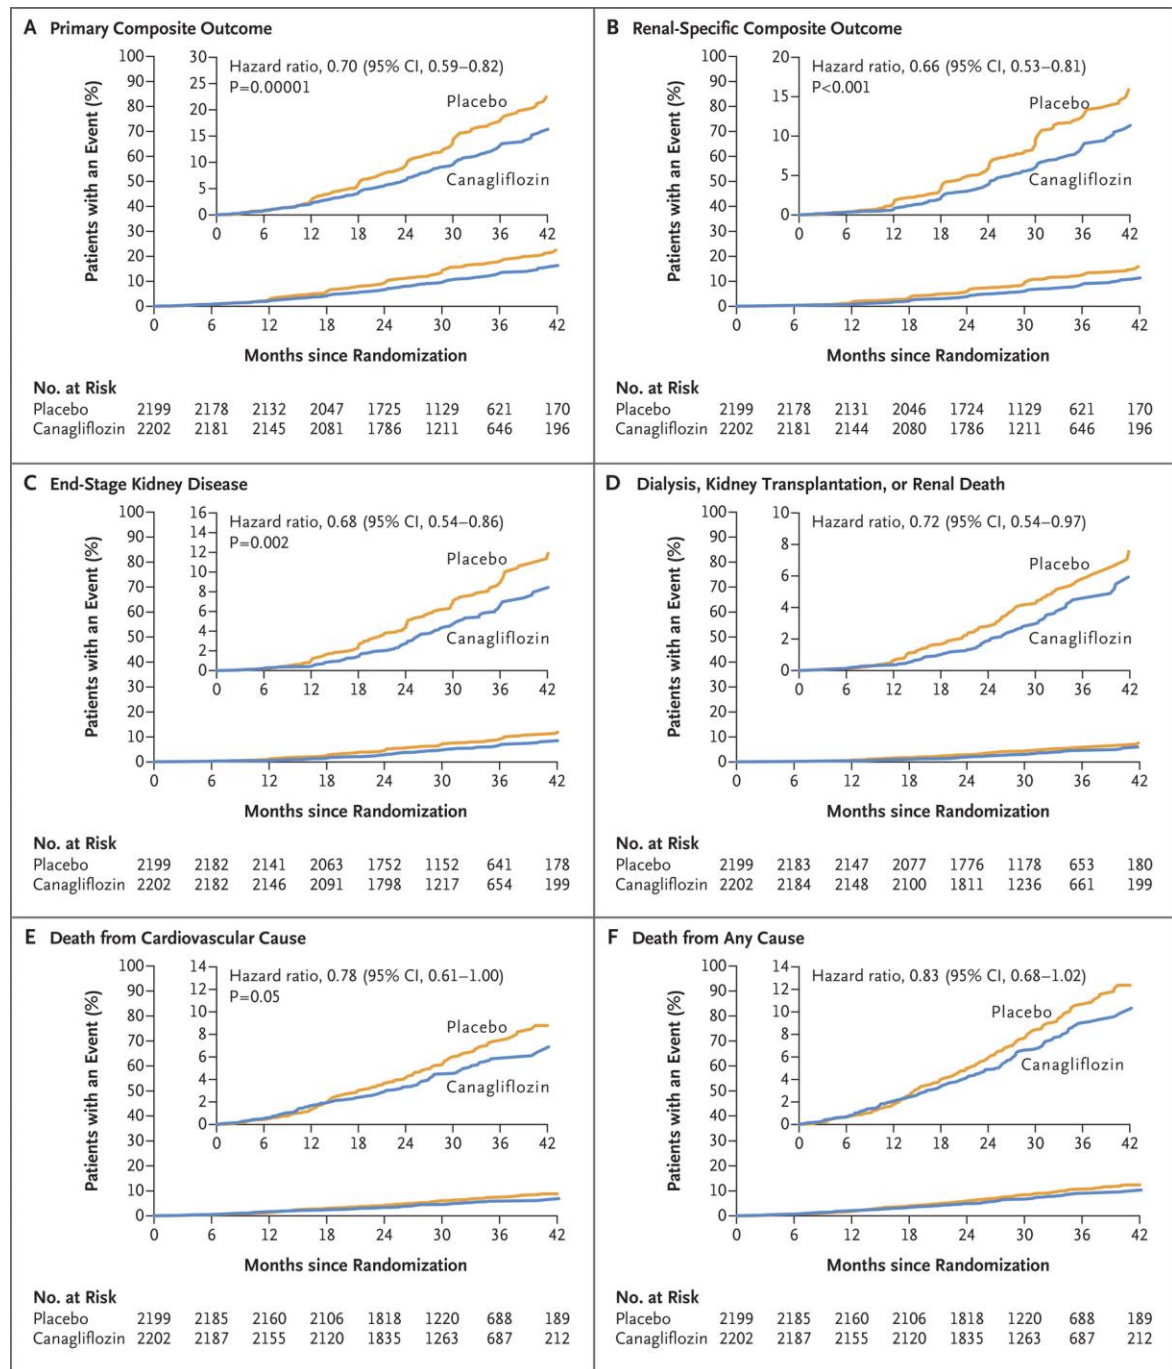 A Primary Composite Outcome
Patients with an Event (%)
100
90
80
70
60
50
40
30
20
10
0
30
25
20
15
10
5
0
Hazard ratio, 0.70 (95% CI, 0.59–0.82)
P=0.00001
Placebo
Canagliflozin
0 6 12 18 24 30 36 42
0 6 12 18 24 30 36 42
Months since Randomization
No. at Risk
Placebo 2199 2178 2132 2047 1725 1129 621 170
Canagliflozin 2202 2181 2145 2081 1786 1211 646 196
B Renal-Specific Composite Outcome
Patients with an Event (%)
100
90
80
70
60
50
40
30
20
10
0
20
15
10
5
0
Hazard ratio, 0.66 (95% CI, 0.53–0.81)
P<0.001
Placebo
Canagliflozin
0 6 12 18 24 30 36 42
0 6 12 18 24 30 36 42
Months since Randomization
No. at Risk
Placebo 2199 2178 2131 2046 1724 1129 621 170
Canagliflozin 2202 2181 2144 2080 1786 1211 646 196
C End-Stage Kidney Disease
Patients with an Event (%)
100
90
80
70
60
50
40
30
20
10
0
16
14
12
10
8
6
4
2
0
Hazard ratio, 0.68 (95% CI, 0.54–0.86)
P=0.002
Placebo
Canagliflozin
0 6 12 18 24 30 36 42
0 6 12 18 24 30 36 42
Months since Randomization
No. at Risk
Placebo 2199 2182 2141 2063 1752 1152 641 178
Canagliflozin 2202 2182 2146 2091 1798 1217 654 199
D Dialysis, Kidney Transplantation, or Renal Death
Patients with an Event (%)
100
90
80
70
60
50
40
30
20
10
0
10
8
6
4
2
0
Hazard ratio, 0.72 (95% CI, 0.54–0.97)
Placebo
Canagliflozin
0 6 12 18 24 30 36 42
0 6 12 18 24 30 36 42
Months since Randomization
No. at Risk
Placebo 2199 2183 2147 2077 1776 1178 653 180
Canagliflozin 2202 2184 2148 2100 1811 1236 661 199
E Death from Cardiovascular Cause
Patients with an Event (%)
100
90
80
70
60
50
40
30
20
10
0
14
12
10
8
6
4
2
0
Hazard ratio, 0.78 (95% CI, 0.61–1.00)
P=0.05
Placebo
Canagliflozin
0 6 12 18 24 30 36 42
0 6 12 18 24 30 36 42
Months since Randomization
No. at Risk
Placebo 2199 2185 2160 2106 1818 1220 688 189
Canagliflozin 2202 2187 2155 2120 1835 1263 687 212
F Death from Any Cause
Patients with an Event (%)
100
90
80
70
60
50
40
30
20
10
0
14
12
10
8
6
4
2
0
Hazard ratio, 0.83 (95% CI, 0.68–1.02)
Placebo
Canagliflozin
0 6 12 18 24 30 36 42
0 6 12 18 24 30 36 42
Months since Randomization
No. at Risk
Placebo 2199 2185 2160 2106 1818 1220 688 189
Canagliflozin 2202 2187 2155 2120 1835 1263 687 212